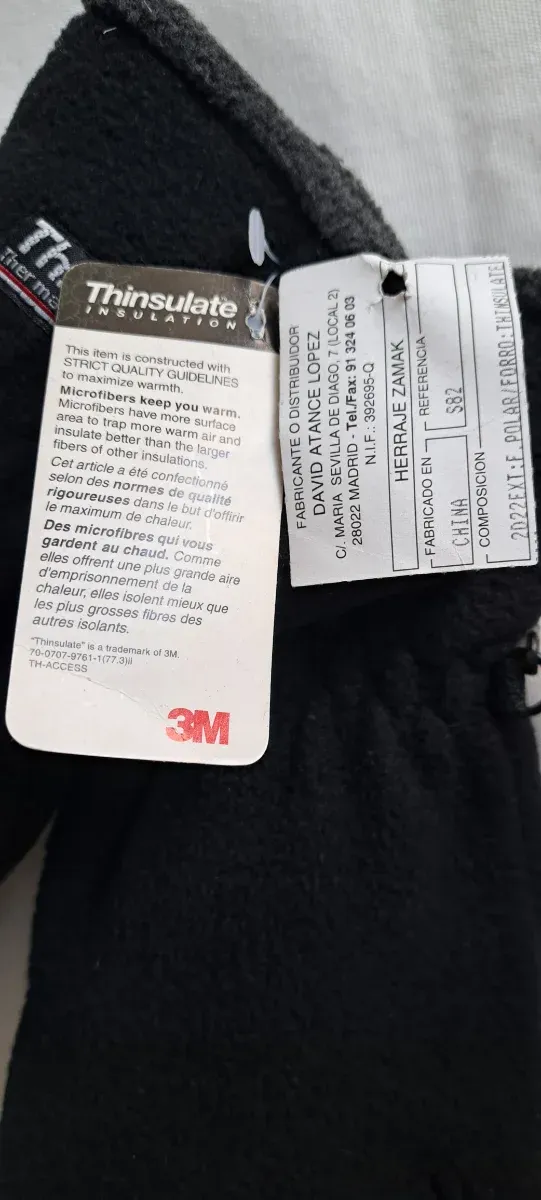 Th
Therma
Thinsulate
INSULATION
This item is constructed with
STRICT QUALITY GUIDELINES
to maximize warmth.
Microfibers keep you warm.
Microfibers have more surface
area to trap more warm air and
insulate better than the larger
fibers of other insulations.
Cet article a été confectionné
selon des normes de qualité
rigoureuses dans le but d'offrir
le maximum de chaleur.
Des microfibres qui vous
gardent au chaud. Comme
elles offrent une plus grande aire
d'emprisonnement de la
chaleur, elles isolent mieux que
les plus grosses fibres des
autres isolants.
"Thinsulate" is a trademark of 3M.
70-0707-9761-1(77.3)ii
TH-ACCESS
3M
FABRICANTE O DISTRIBUIDOR
DAVID ATANCE LOPEZ
C/ MARIA SEVILLA DE DIAGO, 7 (LOCAL 2)
28022 MADRID - Tel./Fax: 91 324 06 03
N.I.F.: 392695-Q
HERRAJE ZAMAK
FABRICADO EN
REFERENCIA
CHINA
S82
COMPOSICION
2022EXT:F.POLAR/FORRO:THINSULATE